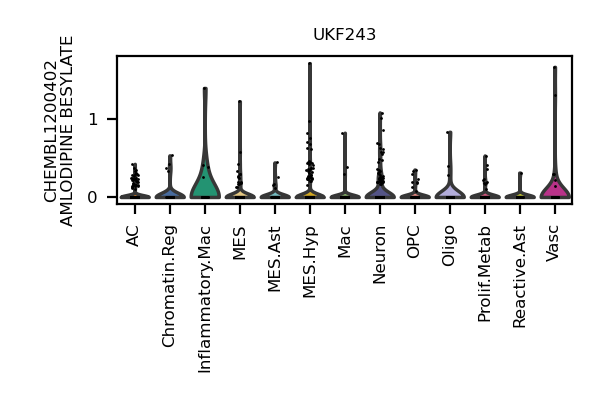 UKF243
CHEMBL1200402
AMLODIPINE BESYLATE
1
0
AC
Chromatin.Reg
Inflammatory.Mac
MES
MES.Ast
MES.Hyp
Mac
Neuron
OPC
Oligo
Prolif.Metab
Reactive.Ast
Vasc